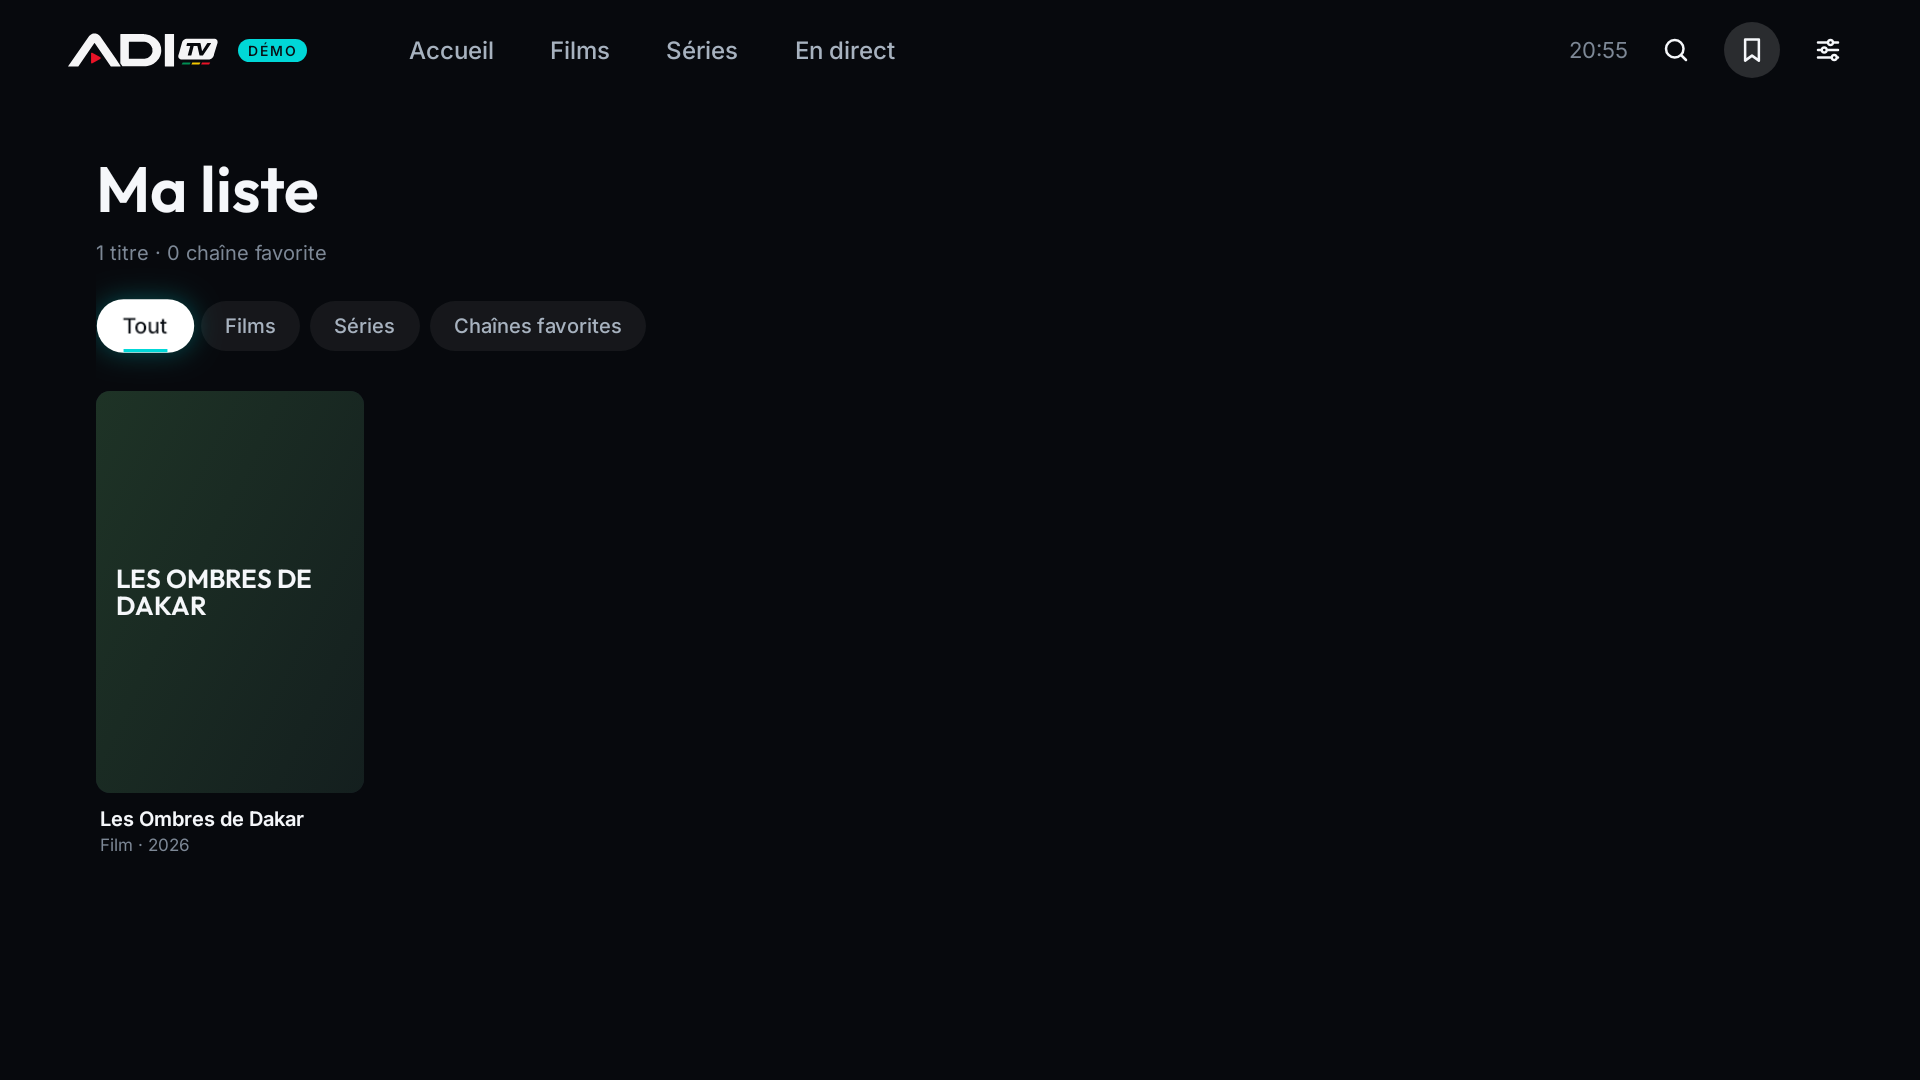 ADI TV DÉMO Accueil Films Séries En direct 20:55
Ma liste
1 titre · 0 chaîne favorite
Tout Films Séries Chaînes favorites
LES OMBRES DE
DAKAR
Les Ombres de Dakar
Film · 2026